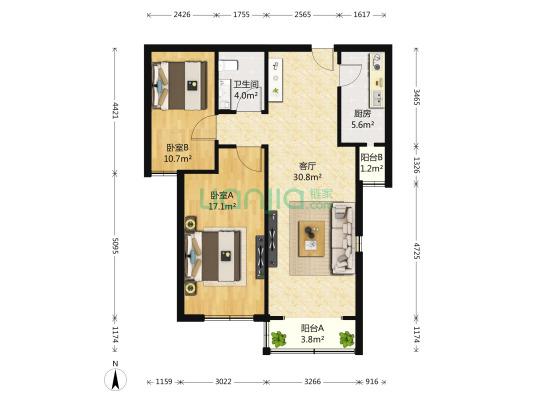 2426 1755 2565 1617
4421
5095
1174
3465
1326
4725
1174
卫生间
4.0m²
厨房
5.6m²
卧室B
10.7m²
阳台B
1.2m²
客厅
30.8m²
Lianjia 链家
.com
卧室A
17.1m²
阳台A
3.8m²
N
1159 3022 3266 916